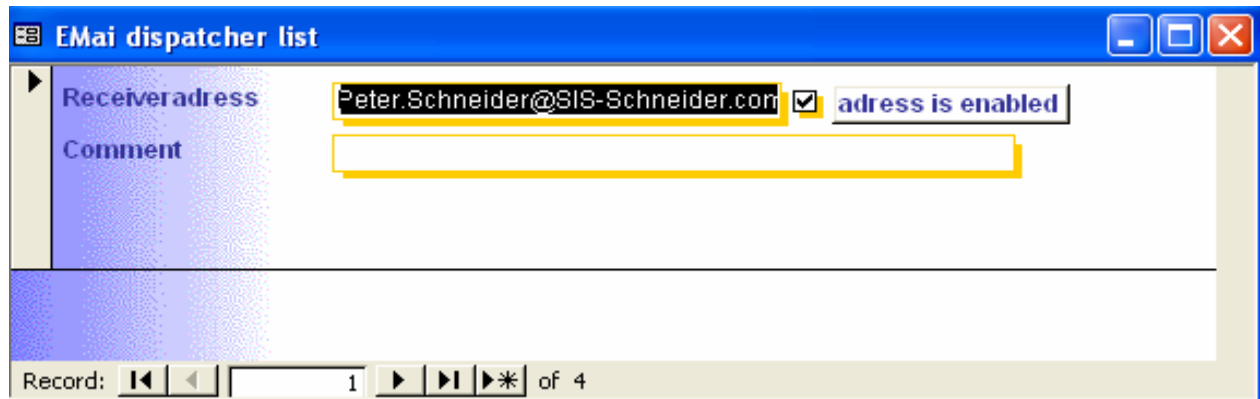 EMai dispatcher list
Receiveradress Peter.Schneider@SIS-Schneider.com adress is enabled
Comment
Record: 1 of 4